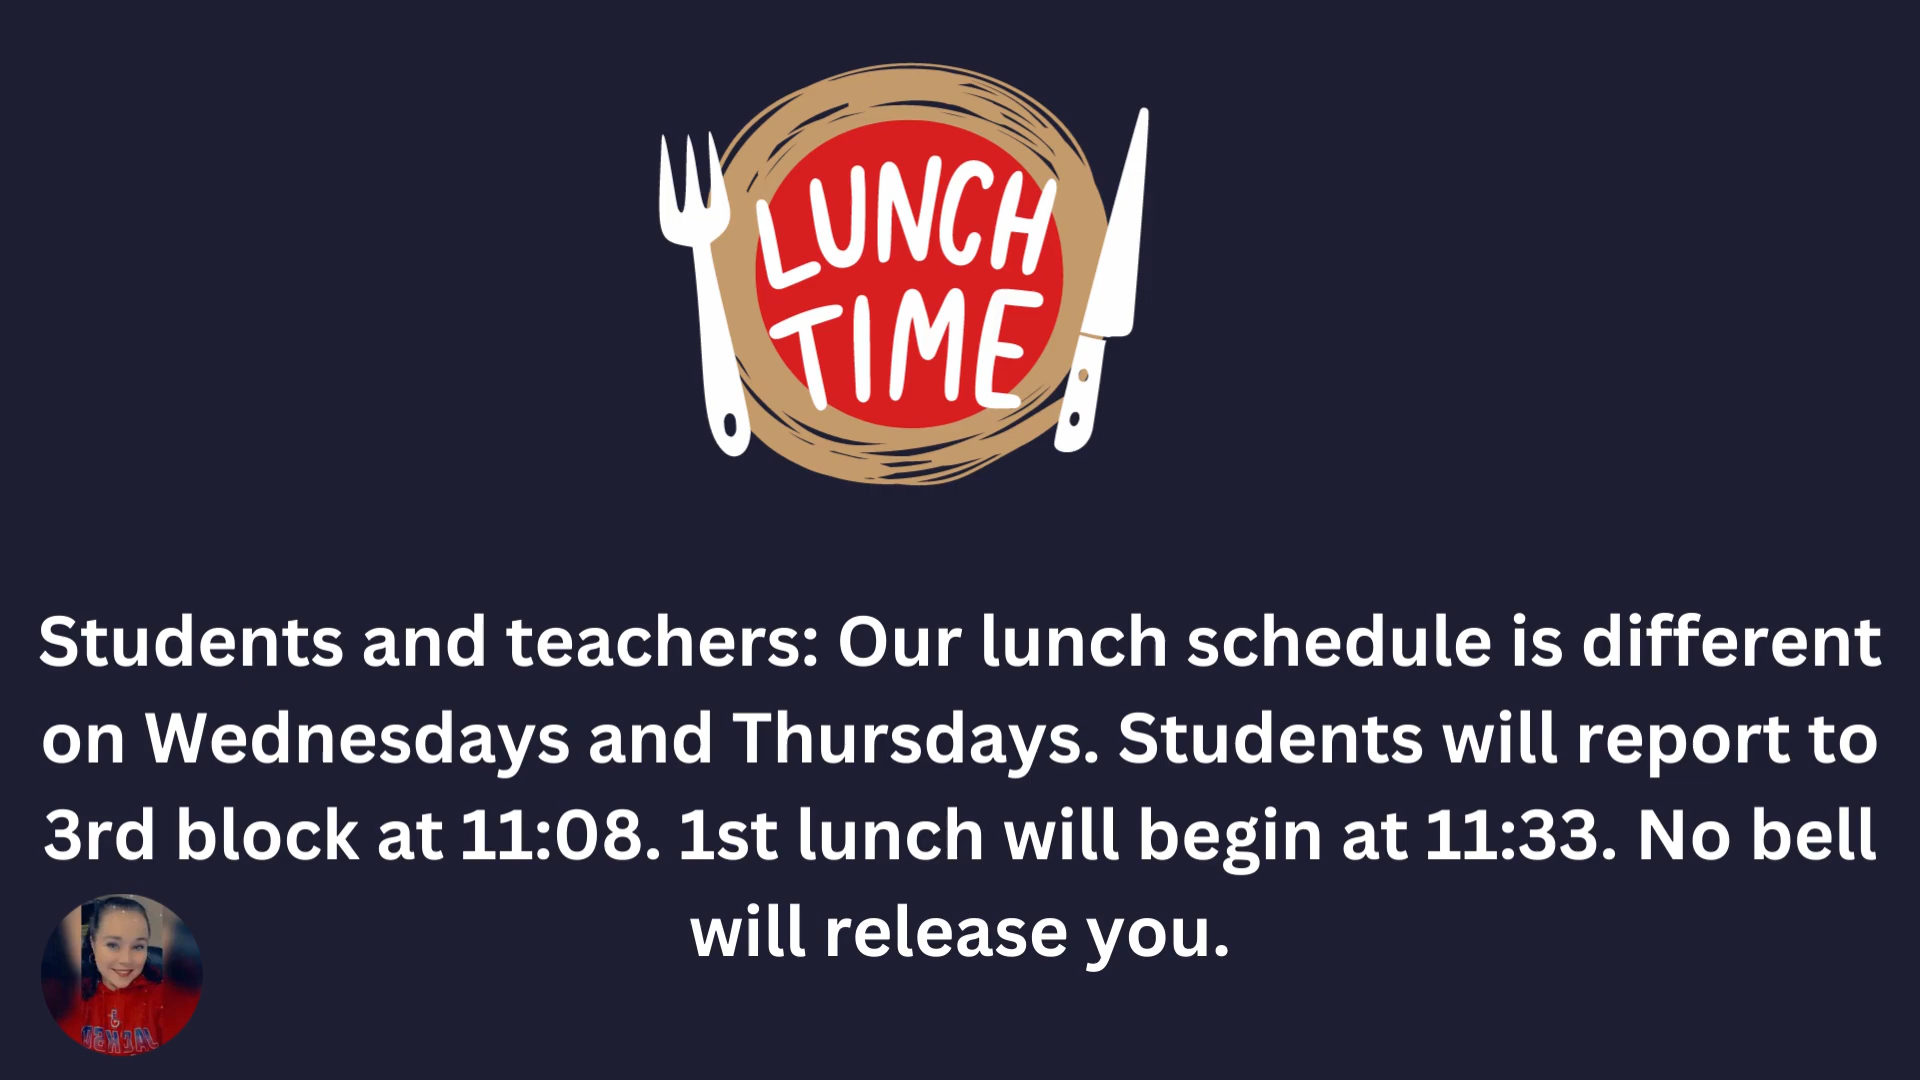 LUNCH
TIME
Students and teachers: Our lunch schedule is different
on Wednesdays and Thursdays. Students will report to
3rd block at 11:08. 1st lunch will begin at 11:33. No bell
will release you.